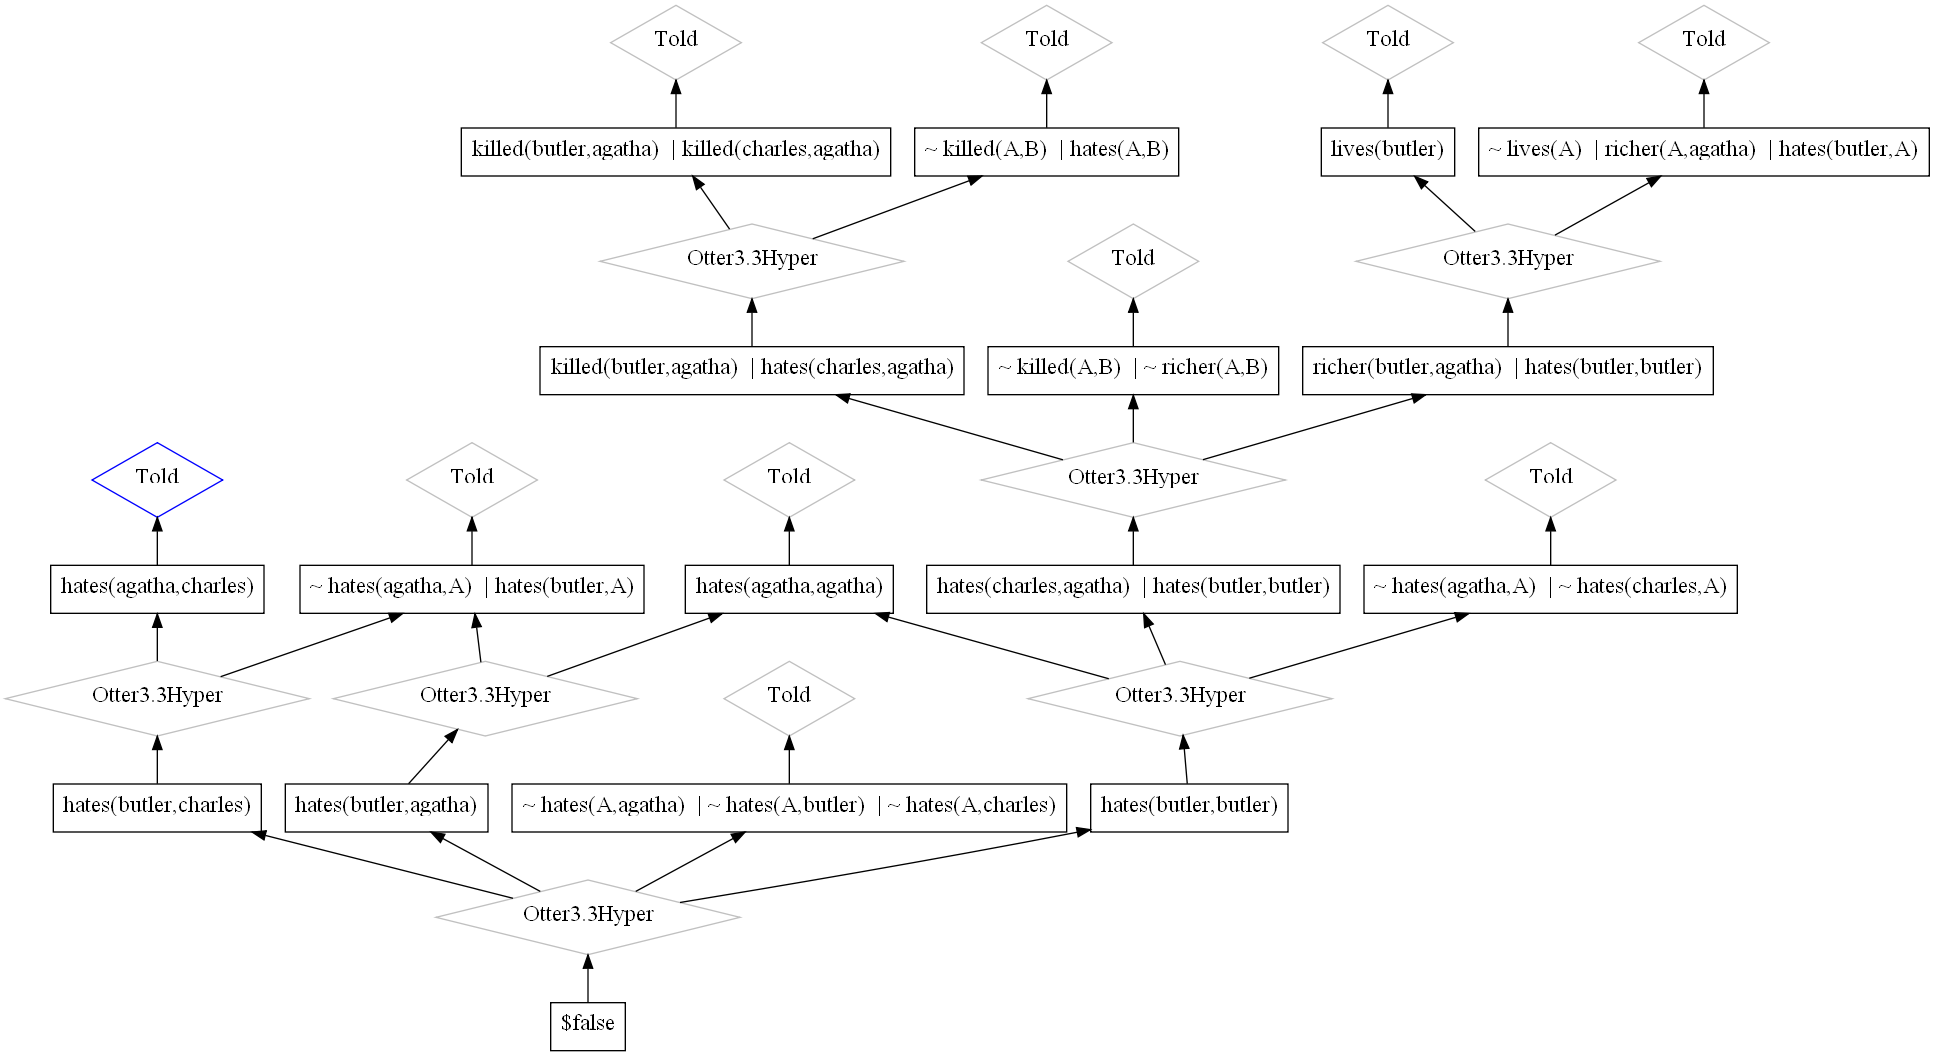 Told
Told
Told
Told
killed(butler,agatha) | killed(charles,agatha)
~ killed(A,B) | hates(A,B)
lives(butler)
~ lives(A) | richer(A,agatha) | hates(butler,A)
Otter3.3Hyper
Told
Otter3.3Hyper
killed(butler,agatha) | hates(charles,agatha)
~ killed(A,B) | ~ richer(A,B)
richer(butler,agatha) | hates(butler,butler)
Told
Told
Told
Otter3.3Hyper
Told
hates(agatha,charles)
~ hates(agatha,A) | hates(butler,A)
hates(agatha,agatha)
hates(charles,agatha) | hates(butler,butler)
~ hates(agatha,A) | ~ hates(charles,A)
Otter3.3Hyper
Otter3.3Hyper
Told
Otter3.3Hyper
hates(butler,charles)
hates(butler,agatha)
~ hates(A,agatha) | ~ hates(A,butler) | ~ hates(A,charles)
hates(butler,butler)
Otter3.3Hyper
$false